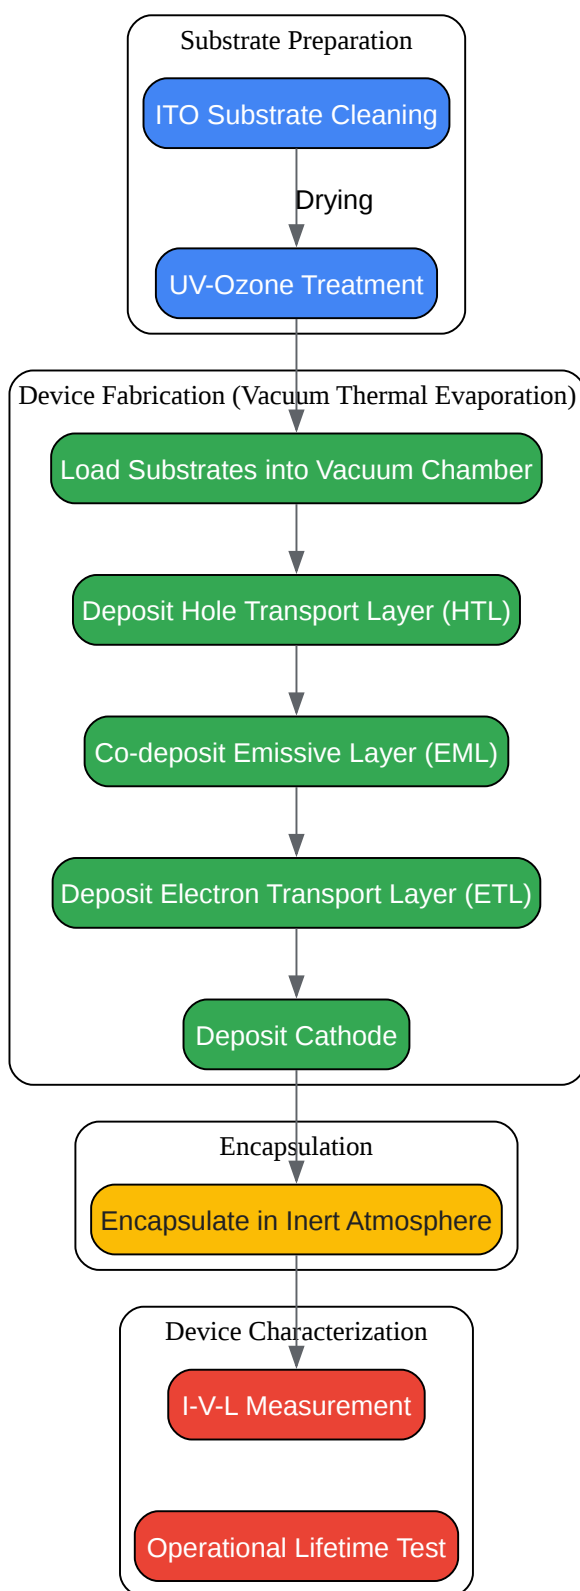 Substrate Preparation
ITO Substrate Cleaning
Drying
UV-Ozone Treatment
Device Fabrication (Vacuum Thermal Evaporation)
Load Substrates into Vacuum Chamber
Deposit Hole Transport Layer (HTL)
Co-deposit Emissive Layer (EML)
Deposit Electron Transport Layer (ETL)
Deposit Cathode
Encapsulation
Encapsulate in Inert Atmosphere
Device Characterization
I-V-L Measurement
Operational Lifetime Test